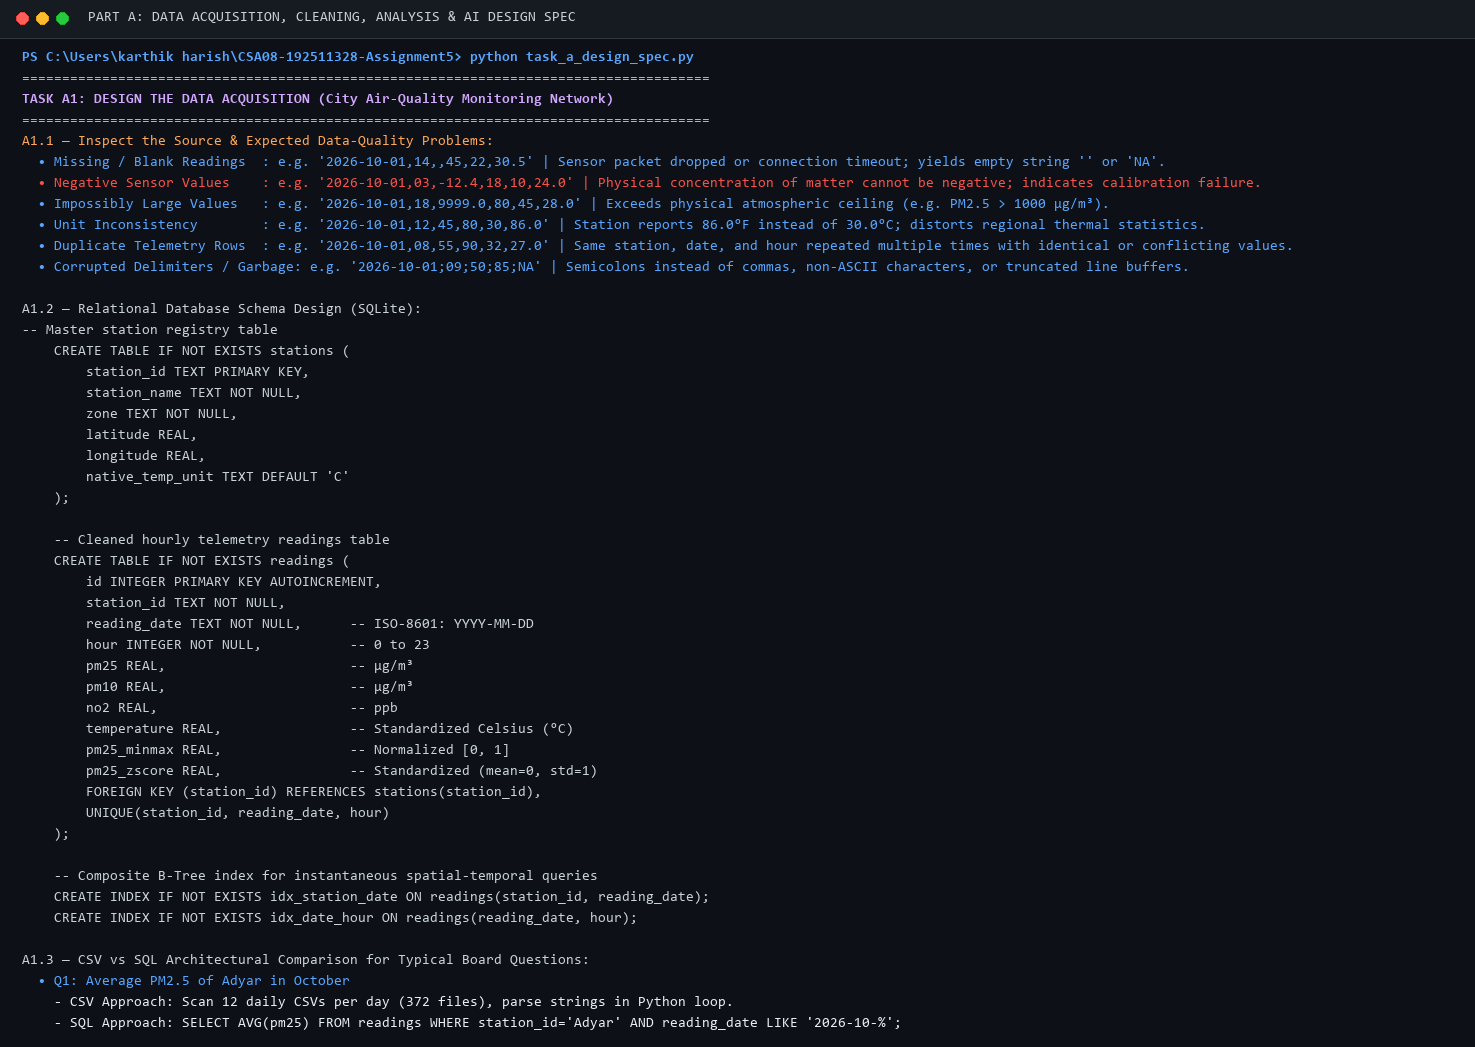 PART A: DATA ACQUISITION, CLEANING, ANALYSIS & AI DESIGN SPEC
PS C:\Users\karthik harish\CSA08-192511328-Assignment5> python task_a_design_spec.py
======================================================================================
TASK A1: DESIGN THE DATA ACQUISITION (City Air-Quality Monitoring Network)
======================================================================================
A1.1 — Inspect the Source & Expected Data-Quality Problems:
  • Missing / Blank Readings  : e.g. '2026-10-01,14,,45,22,30.5' | Sensor packet dropped or connection timeout; yields empty string '' or 'NA'.
  • Negative Sensor Values    : e.g. '2026-10-01,03,-12.4,18,10,24.0' | Physical concentration of matter cannot be negative; indicates calibration failure.
  • Impossibly Large Values   : e.g. '2026-10-01,18,9999.0,80,45,28.0' | Exceeds physical atmospheric ceiling (e.g. PM2.5 > 1000 µg/m³).
  • Unit Inconsistency        : e.g. '2026-10-01,12,45,80,30,86.0' | Station reports 86.0°F instead of 30.0°C; distorts regional thermal statistics.
  • Duplicate Telemetry Rows  : e.g. '2026-10-01,08,55,90,32,27.0' | Same station, date, and hour repeated multiple times with identical or conflicting values.
  • Corrupted Delimiters / Garbage: e.g. '2026-10-01;09;50;85;NA' | Semicolons instead of commas, non-ASCII characters, or truncated line buffers.

A1.2 — Relational Database Schema Design (SQLite):
-- Master station registry table
    CREATE TABLE IF NOT EXISTS stations (
        station_id TEXT PRIMARY KEY,
        station_name TEXT NOT NULL,
        zone TEXT NOT NULL,
        latitude REAL,
        longitude REAL,
        native_temp_unit TEXT DEFAULT 'C'
    );

    -- Cleaned hourly telemetry readings table
    CREATE TABLE IF NOT EXISTS readings (
        id INTEGER PRIMARY KEY AUTOINCREMENT,
        station_id TEXT NOT NULL,
        reading_date TEXT NOT NULL,      -- ISO-8601: YYYY-MM-DD
        hour INTEGER NOT NULL,           -- 0 to 23
        pm25 REAL,                       -- µg/m³
        pm10 REAL,                       -- µg/m³
        no2 REAL,                        -- ppb
        temperature REAL,                -- Standardized Celsius (°C)
        pm25_minmax REAL,                -- Normalized [0, 1]
        pm25_zscore REAL,                -- Standardized (mean=0, std=1)
        FOREIGN KEY (station_id) REFERENCES stations(station_id),
        UNIQUE(station_id, reading_date, hour)
    );

    -- Composite B-Tree index for instantaneous spatial-temporal queries
    CREATE INDEX IF NOT EXISTS idx_station_date ON readings(station_id, reading_date);
    CREATE INDEX IF NOT EXISTS idx_date_hour ON readings(reading_date, hour);

A1.3 — CSV vs SQL Architectural Comparison for Typical Board Questions:
  • Q1: Average PM2.5 of Adyar in October
    - CSV Approach: Scan 12 daily CSVs per day (372 files), parse strings in Python loop.
    - SQL Approach: SELECT AVG(pm25) FROM readings WHERE station_id='Adyar' AND reading_date LIKE '2026-10-%';